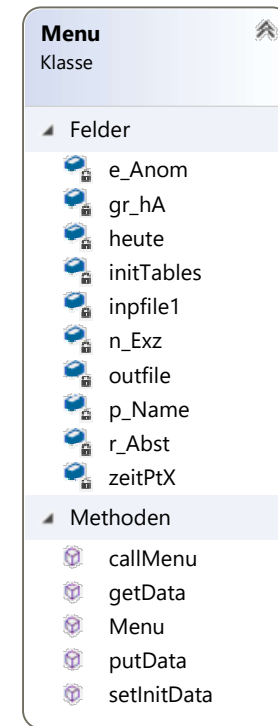 Menu
Klasse
Felder
e_Anom
gr_hA
heute
initTables
inpfile1
n_Exz
outfile
p_Name
r_Abst
zeitPtX
Methoden
callMenu
getData
Menu
putData
setInitData